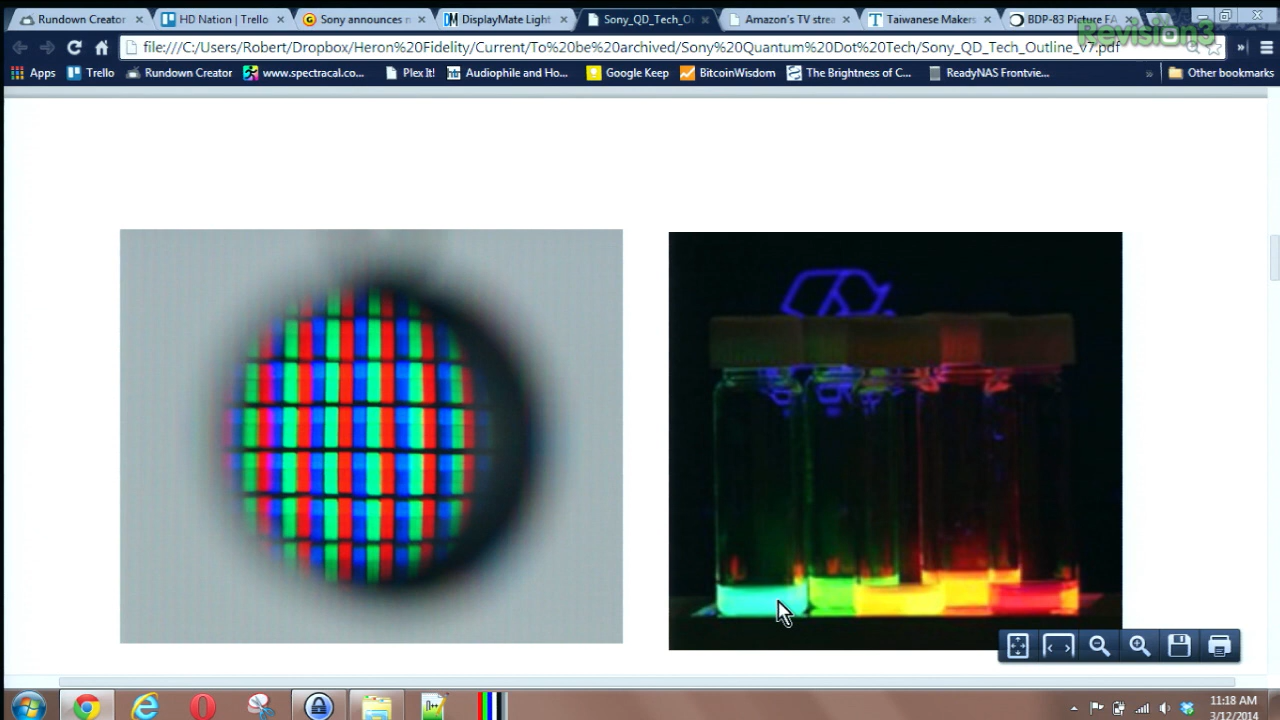 Rundown Creator
HD Nation | Trello
Sony announces n
DisplayMate Light
Sony_QD_Tech_O
Amazon's TV strea
Taiwanese Makers
BDP-83 Picture FA
Revision3
file:///C:/Users/Robert/Dropbox/Heron%20Fidelity/Current/To%20be%20archived/Sony%20Quantum%20Dot%20Tech/Sony_QD_Tech_Outline_v7.pdf
Apps
Trello
Rundown Creator
www.spectracal.co...
Plex It!
Audiophile and Ho...
Google Keep
BitcoinWisdom
The Brightness of C...
ReadyNAS Frontvie...
Other bookmarks
11:18 AM
3/12/2014